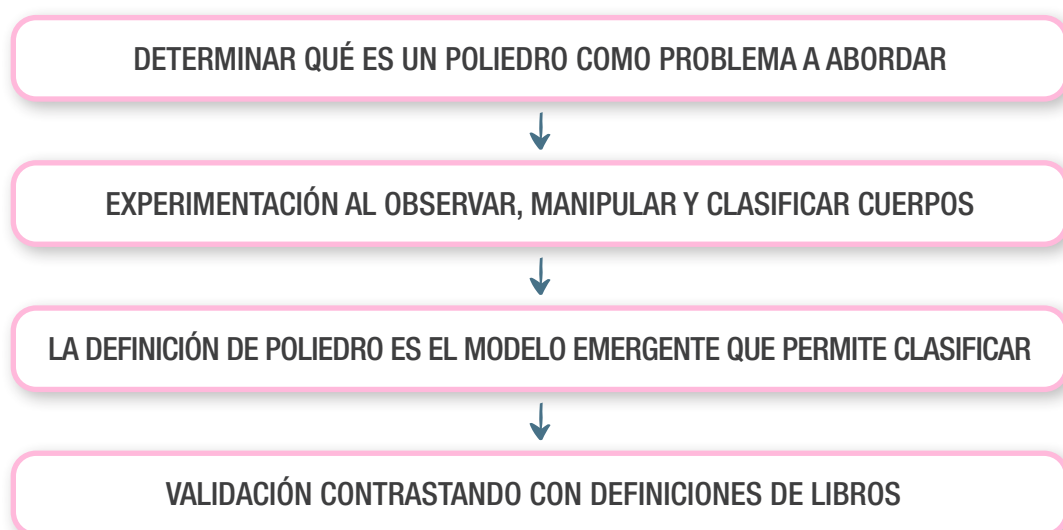 DETERMINAR QUÉ ES UN POLIEDRO COMO PROBLEMA A ABORDAR
EXPERIMENTACIÓN AL OBSERVAR, MANIPULAR Y CLASIFICAR CUERPOS
LA DEFINICIÓN DE POLIEDRO ES EL MODELO EMERGENTE QUE PERMITE CLASIFICAR
VALIDACIÓN CONTRASTANDO CON DEFINICIONES DE LIBROS